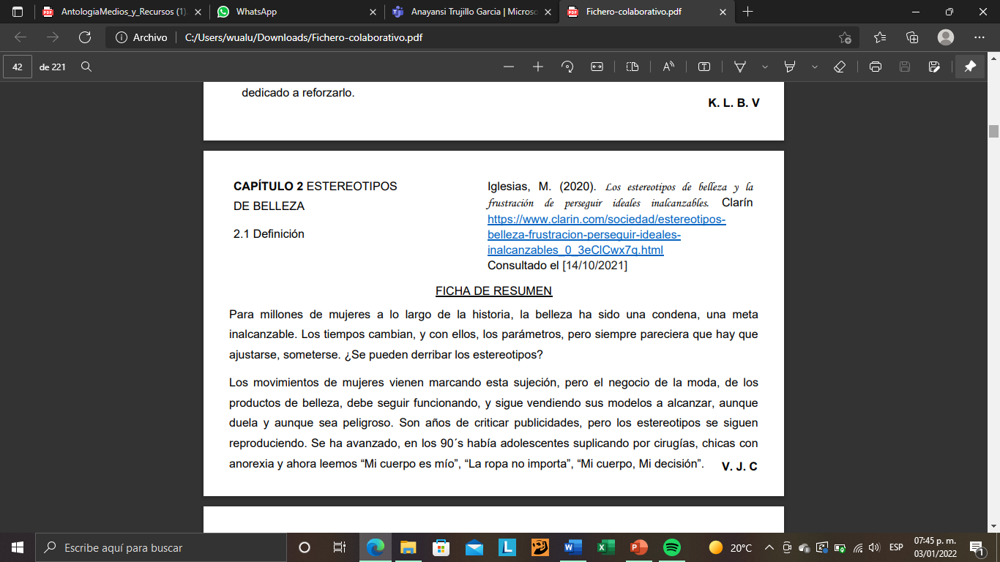 AntologiaMedios_y_Recursos (1).
WhatsApp
Anayansi Trujillo Garcia | Microso
Fichero-colaborativo.pdf
Archivo
C:/Users/wualu/Downloads/Fichero-colaborativo.pdf
42
de 221
dedicado a reforzarlo.
K. L. B. V
CAPÍTULO 2 ESTEREOTIPOS
DE BELLEZA
2.1 Definición
Iglesias, M. (2020). Los estereotipos de belleza y la
frustración de perseguir ideales inalcanzables. Clarín
https://www.clarin.com/sociedad/estereotipos-
belleza-frustracion-perseguir-ideales-
inalcanzables_0_3eClCwx7q.html
Consultado el [14/10/2021]
FICHA DE RESUMEN
Para millones de mujeres a lo largo de la historia, la belleza ha sido una condena, una meta
inalcanzable. Los tiempos cambian, y con ellos, los parámetros, pero siempre pareciera que hay que
ajustarse, someterse. ¿Se pueden derribar los estereotipos?
Los movimientos de mujeres vienen marcando esta sujeción, pero el negocio de la moda, de los
productos de belleza, debe seguir funcionando, y sigue vendiendo sus modelos a alcanzar, aunque
duela y aunque sea peligroso. Son años de criticar publicidades, pero los estereotipos se siguen
reproduciendo. Se ha avanzado, en los 90´s había adolescentes suplicando por cirugías, chicas con
anorexia y ahora leemos “Mi cuerpo es mío”, “La ropa no importa”, “Mi cuerpo, Mi decisión”.
V. J. C
Escribe aquí para buscar
20°C
ESP
07:45 p. m.
03/01/2022
1